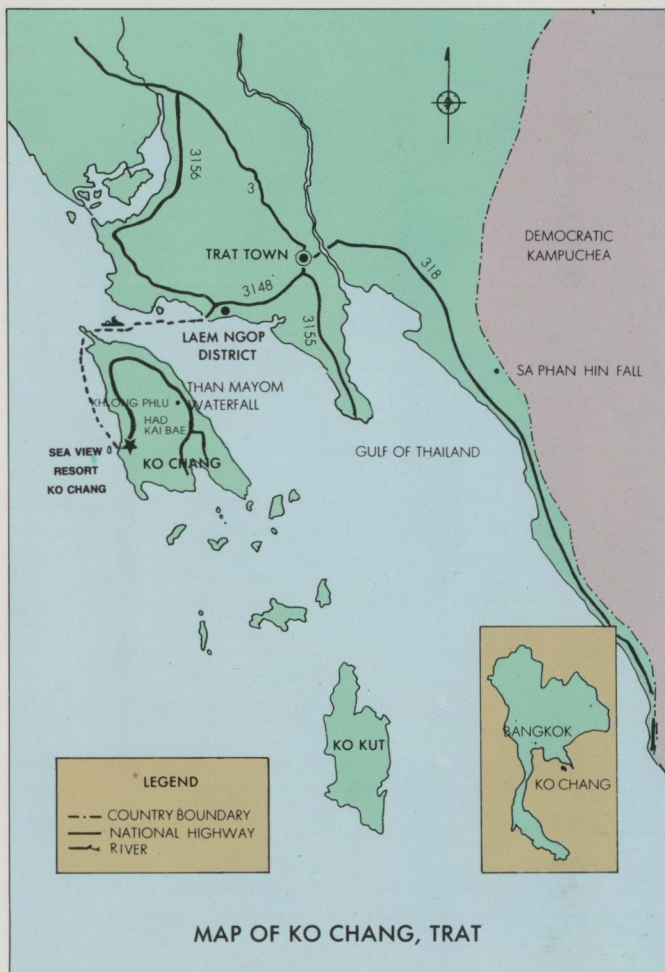 3156
3
DEMOCRATIC
KAMPUCHEA
TRAT TOWN
318
3148
LAEM NGOP
DISTRICT
3155
SA PHAN HIN FALL
THAN MAYOM
WATERFALL
KHLONG PHLU
HAD
KAI BAE
GULF OF THAILAND
SEA VIEW
RESORT
KO CHANG
KO CHANG
KO KUT
BANGKOK
KO CHANG
LEGEND
COUNTRY BOUNDARY
NATIONAL HIGHWAY
RIVER
MAP OF KO CHANG, TRAT